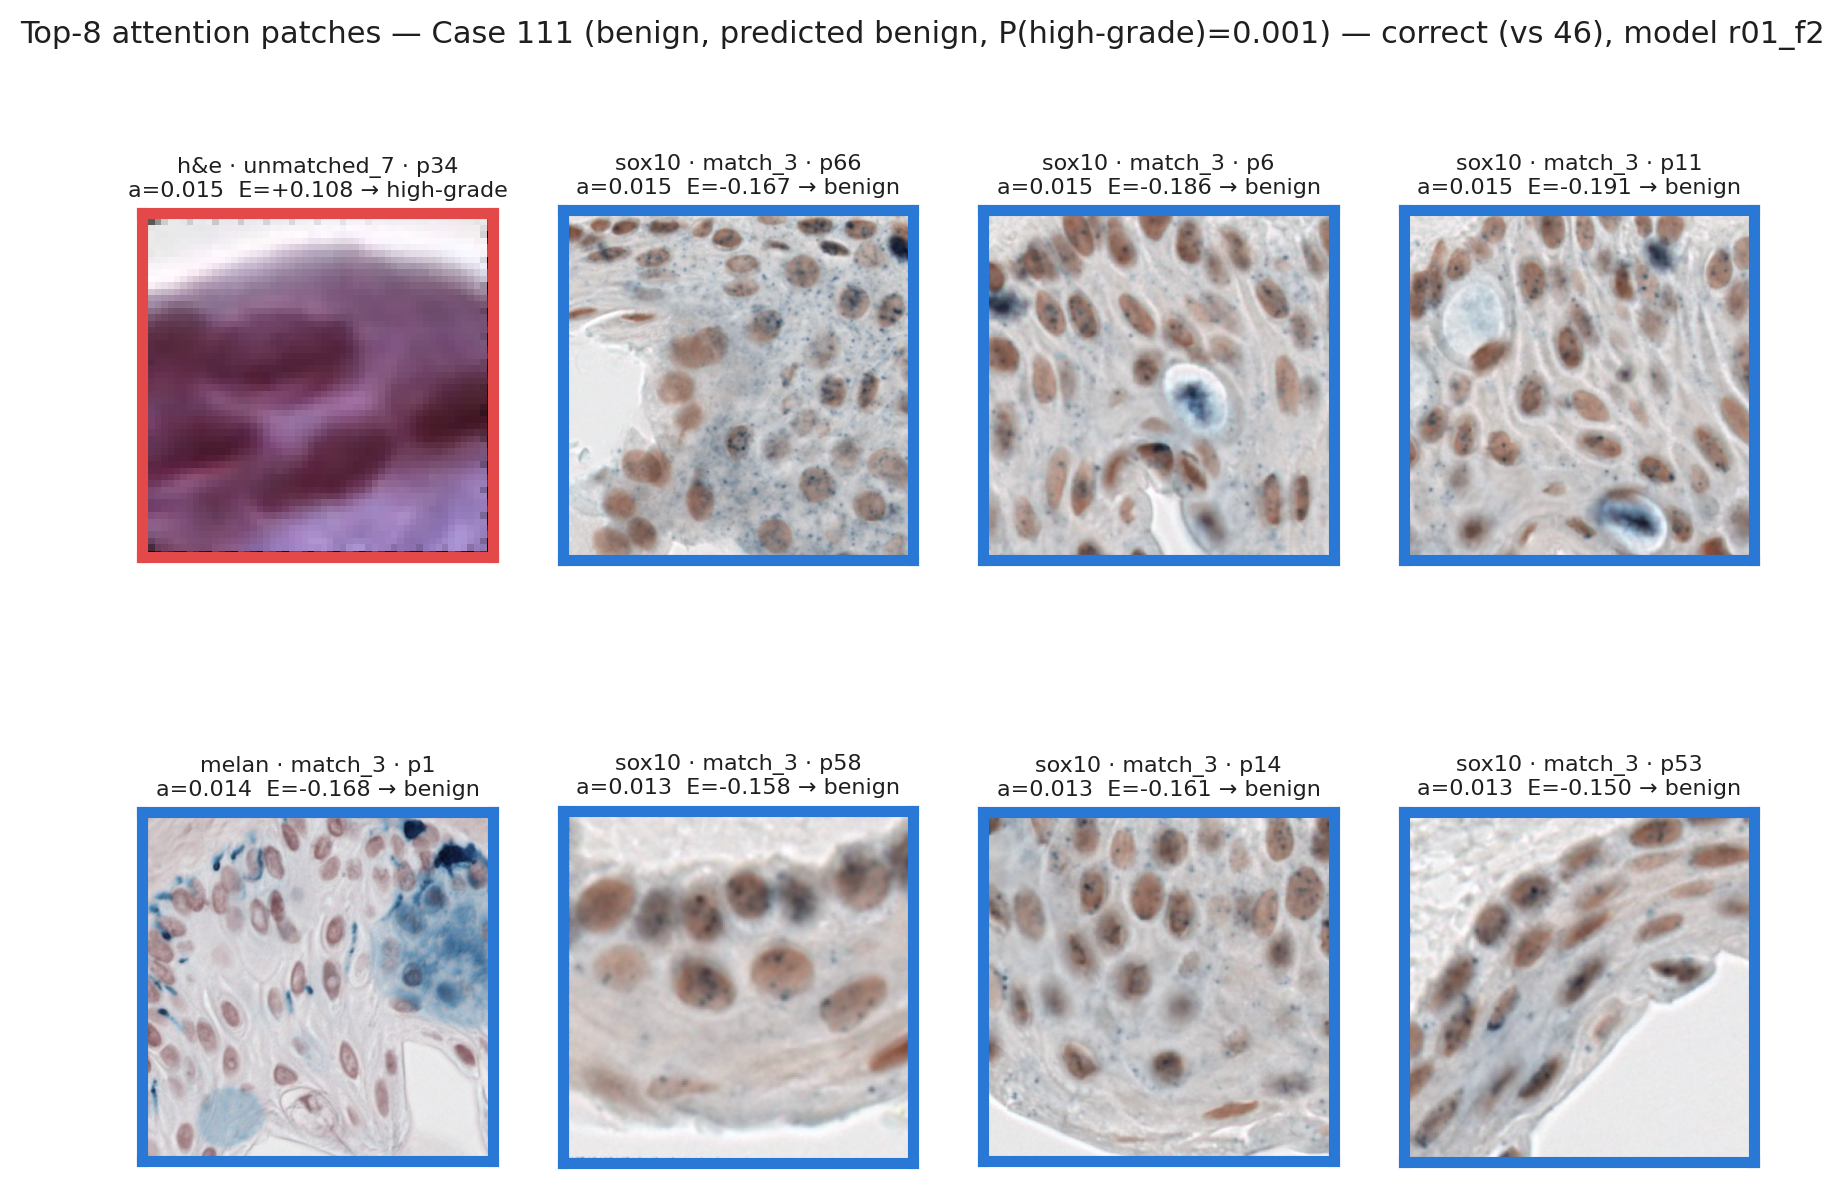 Top-8 attention patches — Case 111 (benign, predicted benign, P(high-grade)=0.001) — correct (vs 46), model r01_f2
h&e · unmatched_7 · p34
a=0.015  E=+0.108 → high-grade
sox10 · match_3 · p66
a=0.015  E=-0.167 → benign
sox10 · match_3 · p6
a=0.015  E=-0.186 → benign
sox10 · match_3 · p11
a=0.015  E=-0.191 → benign
melan · match_3 · p1
a=0.014  E=-0.168 → benign
sox10 · match_3 · p58
a=0.013  E=-0.158 → benign
sox10 · match_3 · p14
a=0.013  E=-0.161 → benign
sox10 · match_3 · p53
a=0.013  E=-0.150 → benign